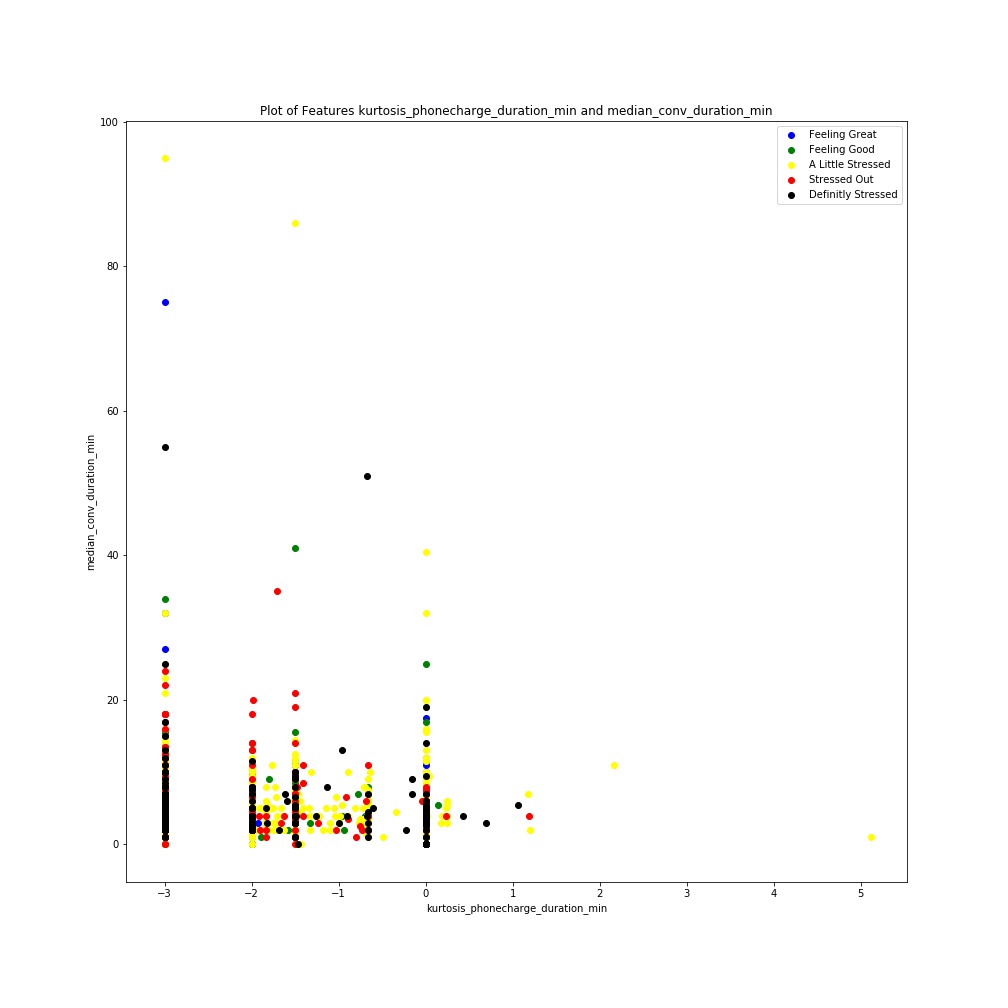 Plot of Features kurtosis_phonecharge_duration_min and median_conv_duration_min
100
80
60
40
20
0
median_conv_duration_min
Feeling Great
Feeling Good
A Little Stressed
Stressed Out
Definitly Stressed
−3 −2 −1 0 1 2 3 4 5
kurtosis_phonecharge_duration_min